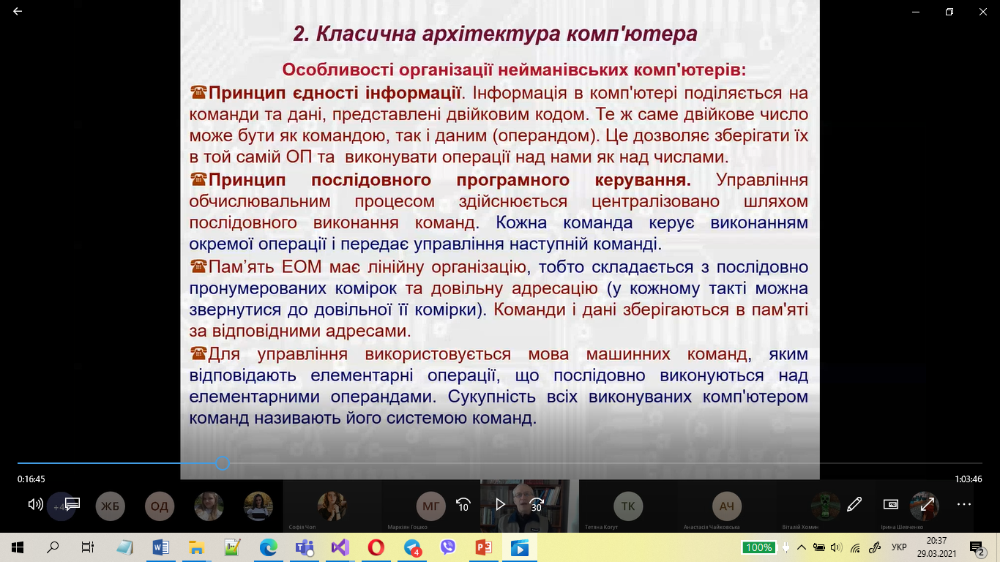 2. Класична архітектура комп'ютера
Особливості організації нейманівських комп'ютерів:
☎Принцип єдності інформації. Інформація в комп'ютері поділяється на
команди та дані, представлені двійковим кодом. Те ж саме двійкове число
може бути як командою, так і даним (операндом). Це дозволяє зберігати їх
в той самій ОП та виконувати операції над нами як над числами.
☎Принцип послідовного програмного керування. Управління
обчислювальним процесом здійснюється централізовано шляхом
послідовного виконання команд. Кожна команда керує виконанням
окремої операції і передає управління наступній команді.
☎Пам’ять ЕОМ має лінійну організацію, тобто складається з послідовно
пронумерованих комірок та довільну адресацію (у кожному такті можна
звернутися до довільної її комірки). Команди і дані зберігаються в пам'яті
за відповідними адресами.
☎Для управління використовується мова машинних команд, яким
відповідають елементарні операції, що послідовно виконуються над
елементарними операндами. Сукупність всіх виконуваних комп'ютером
команд називають його системою команд.
0:16:45 1:03:46
+4 ЖБ ОД МГ 10 30 ТК АЧ
Софія Чоп Маркіян Гошко Тетяна Когут Анастасія Чайковська Віталій Хомин Ірина Шевченко
4 100% УКР 20:37
29.03.2021 2